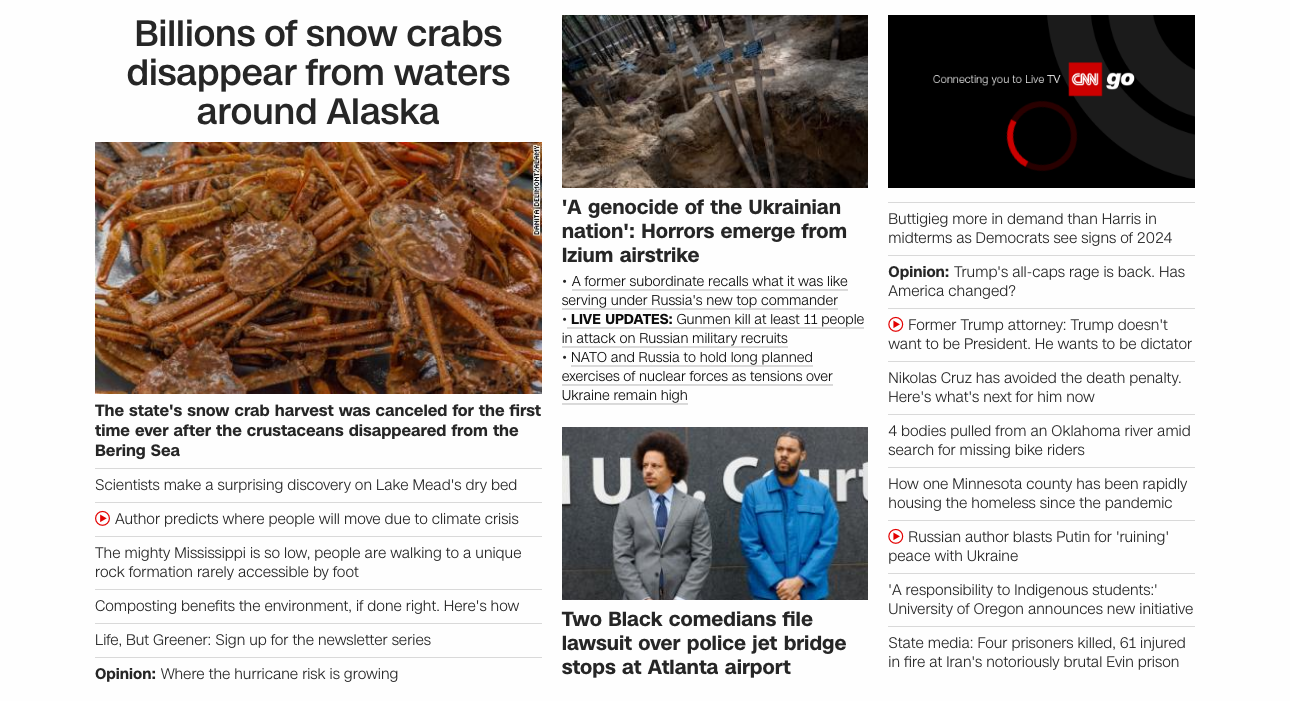 Billions of snow crabs
disappear from waters
around Alaska
DANITA DELIMONT/ALAMY
The state's snow crab harvest was canceled for the first
time ever after the crustaceans disappeared from the
Bering Sea
Scientists make a surprising discovery on Lake Mead's dry bed
Author predicts where people will move due to climate crisis
The mighty Mississippi is so low, people are walking to a unique
rock formation rarely accessible by foot
Composting benefits the environment, if done right. Here's how
Life, But Greener: Sign up for the newsletter series
Opinion: Where the hurricane risk is growing
'A genocide of the Ukrainian
nation': Horrors emerge from
Izium airstrike
• A former subordinate recalls what it was like
serving under Russia's new top commander
• LIVE UPDATES: Gunmen kill at least 11 people
in attack on Russian military recruits
• NATO and Russia to hold long planned
exercises of nuclear forces as tensions over
Ukraine remain high
U.S. Court
Two Black comedians file
lawsuit over police jet bridge
stops at Atlanta airport
Connecting you to Live TV CNN go
Buttigieg more in demand than Harris in
midterms as Democrats see signs of 2024
Opinion: Trump's all-caps rage is back. Has
America changed?
Former Trump attorney: Trump doesn't
want to be President. He wants to be dictator
Nikolas Cruz has avoided the death penalty.
Here's what's next for him now
4 bodies pulled from an Oklahoma river amid
search for missing bike riders
How one Minnesota county has been rapidly
housing the homeless since the pandemic
Russian author blasts Putin for 'ruining'
peace with Ukraine
'A responsibility to Indigenous students:'
University of Oregon announces new initiative
State media: Four prisoners killed, 61 injured
in fire at Iran's notoriously brutal Evin prison